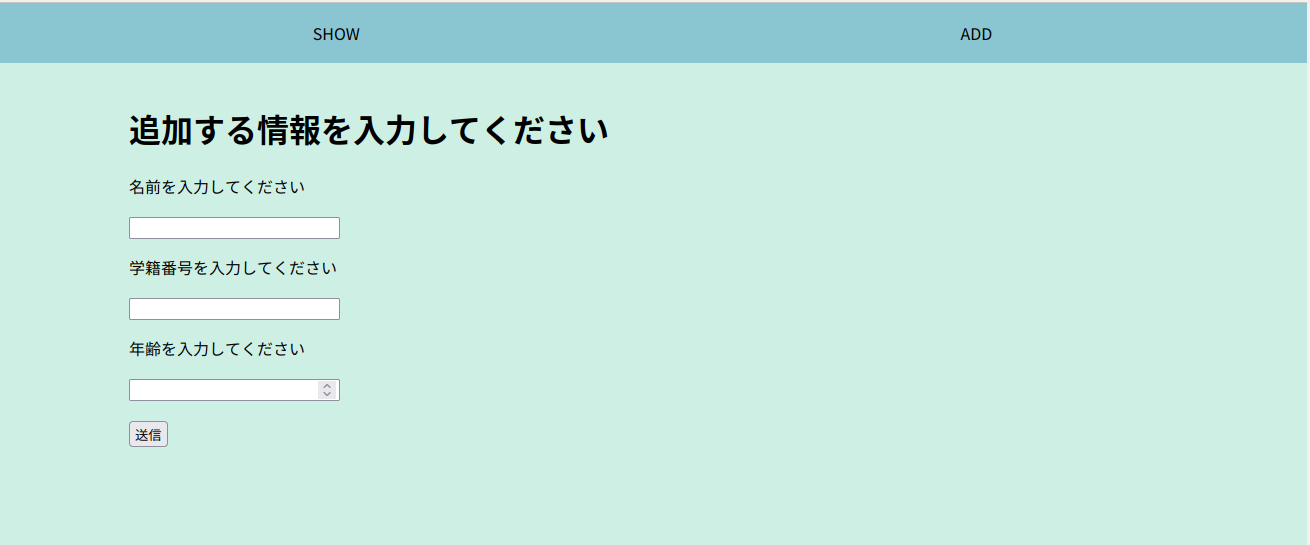 SHOW ADD
追加する情報を入力してください
名前を入力してください
学籍番号を入力してください
年齢を入力してください
送信